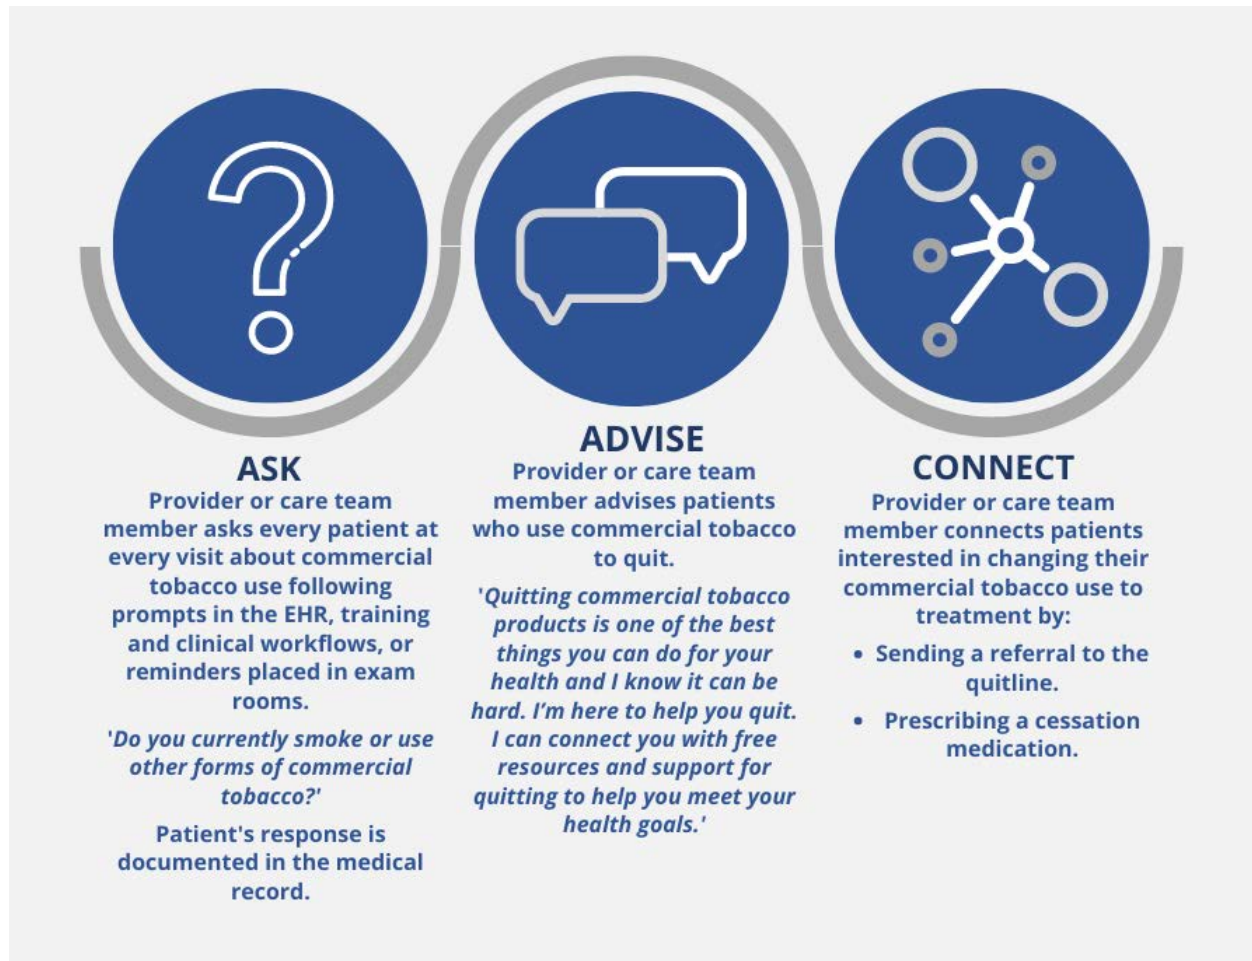 ASK
Provider or care team
member asks every patient at
every visit about commercial
tobacco use following
prompts in the EHR, training
and clinical workflows, or
reminders placed in exam
rooms.
'Do you currently smoke or use
other forms of commercial
tobacco?'
Patient's response is
documented in the medical
record.
ADVISE
Provider or care team
member advises patients
who use commercial tobacco
to quit.
'Quitting commercial tobacco
products is one of the best
things you can do for your
health and I know it can be
hard. I'm here to help you quit.
I can connect you with free
resources and support for
quitting to help you meet your
health goals.'
CONNECT
Provider or care team
member connects patients
interested in changing their
commercial tobacco use to
treatment by:
• Sending a referral to the
quitline.
• Prescribing a cessation
medication.